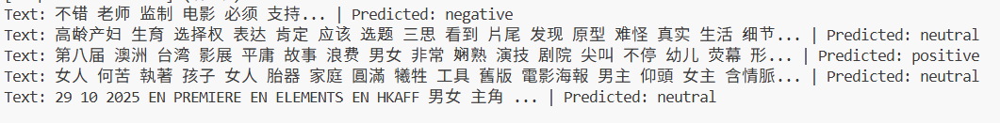 Text: 不错 老师 监制 电影 必须 支持... | Predicted: negative
Text: 高龄产妇 生育 选择权 表达 肯定 应该 选题 三思 看到 片尾 发现 原型 难怪 真实 生活 细节... | Predicted: neutral
Text: 第八届 澳洲 台湾 影展 平庸 故事 浪费 男女 非常 娴熟 演技 剧院 尖叫 不停 幼儿 荧幕 形... | Predicted: positive
Text: 女人 何苦 執著 孩子 女人 胎器 家庭 圓滿 犧牲 工具 舊版 電影海報 男主 仰頭 女主 含情脈... | Predicted: neutral
Text: 29 10 2025 EN PREMIERE EN ELEMENTS EN HKAFF 男女 主角 ... | Predicted: neutral